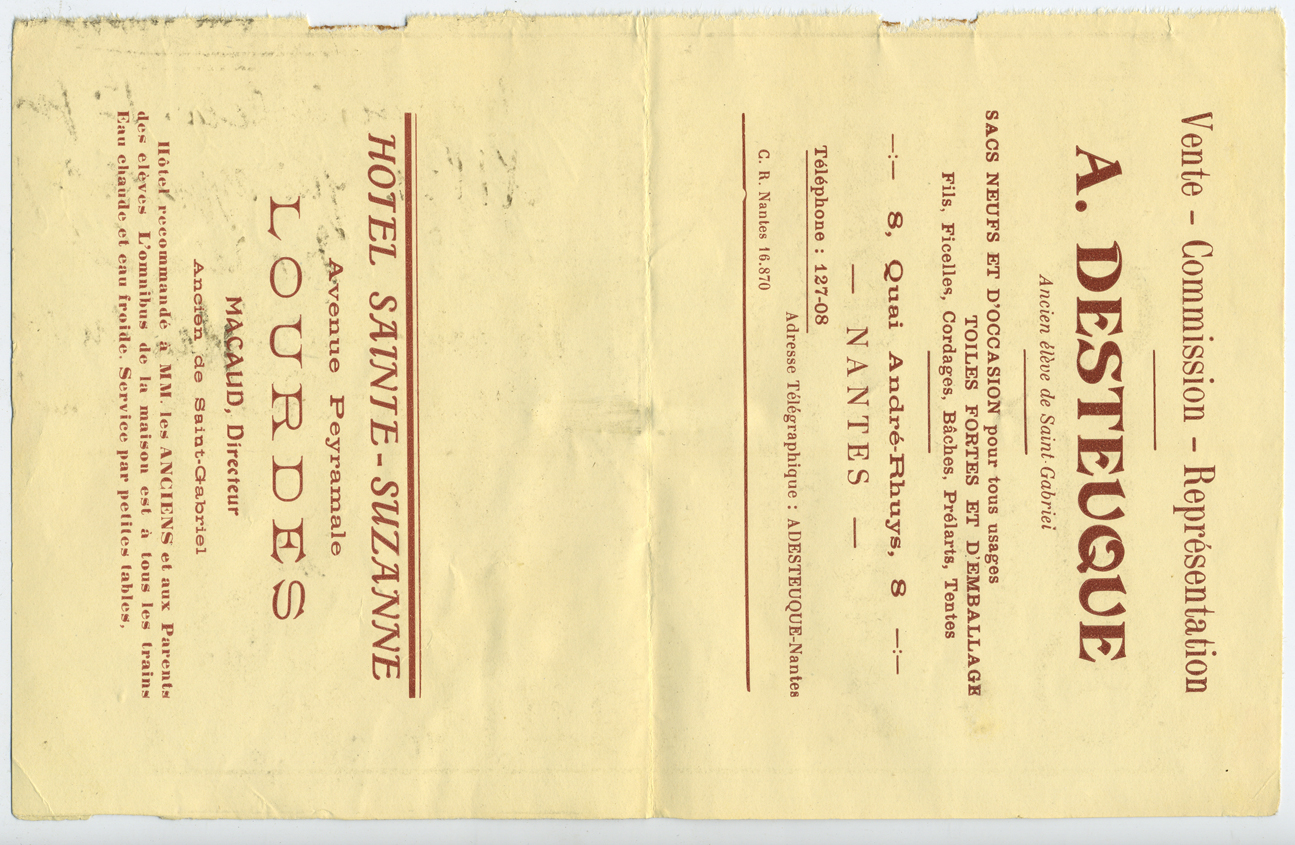 Vente - Commission - Représentation
A. DESTEUQUE
Ancien élève de Saint Gabriel
SACS NEUFS ET D'OCCASION pour tous usages
TOILES FORTES ET D'EMBALLAGE
Fils, Ficelles, Cordages, Bâches, Prélarts, Tentes
—:— 8, Quai André-Rhuys, 8 —:—
— NANTES —
Téléphone : 127-08
Adresse Télégraphique : ADESTEUQUE-Nantes
C. R. Nantes 16.870
HOTEL SAINTE-SUZANNE
Avenue Peyramale
LOURDES
MACAUD, Directeur
Ancien de Saint-Gabriel
Hôtel recommandé à MM. les ANCIENS et aux Parents
des elèves L'omnibus de la maison est à tous les trains
Eau chaude et eau froide. Service par petites tables,